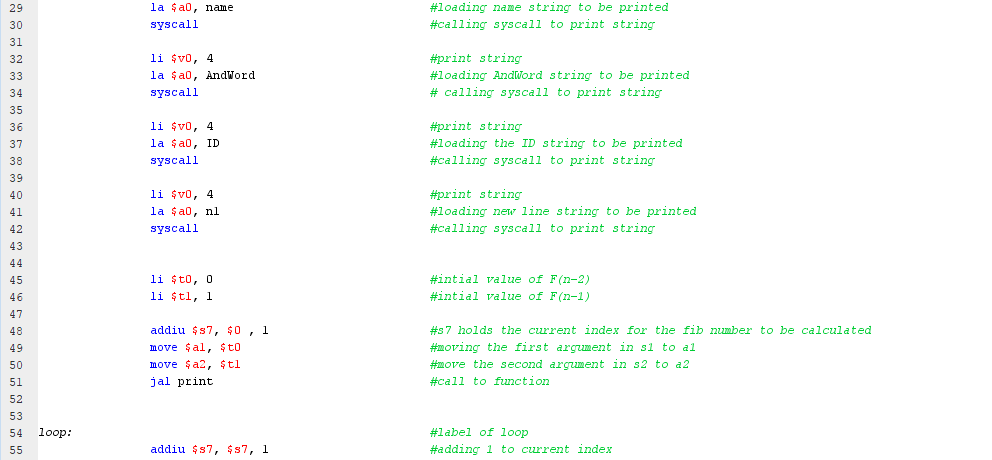 29 la $a0, name #loading name string to be printed
30 syscall #calling syscall to print string
31
32 li $v0, 4 #print string
33 la $a0, AndWord #loading AndWord string to be printed
34 syscall # calling syscall to print string
35
36 li $v0, 4 #print string
37 la $a0, ID #loading the ID string to be printed
38 syscall #calling syscall to print string
39
40 li $v0, 4 #print string
41 la $a0, nl #loading new line string to be printed
42 syscall #calling syscall to print string
43
44
45 li $t0, 0 #intial value of F(n-2)
46 li $t1, 1 #intial value of F(n-1)
47
48 addiu $s7, $0 , 1 #s7 holds the current index for the fib number to be calculated
49 move $a1, $t0 #moving the first argument in s1 to a1
50 move $a2, $t1 #move the second argument in s2 to a2
51 jal print #call to function
52
53
54 loop: #label of loop
55 addiu $s7, $s7, 1 #adding 1 to current index